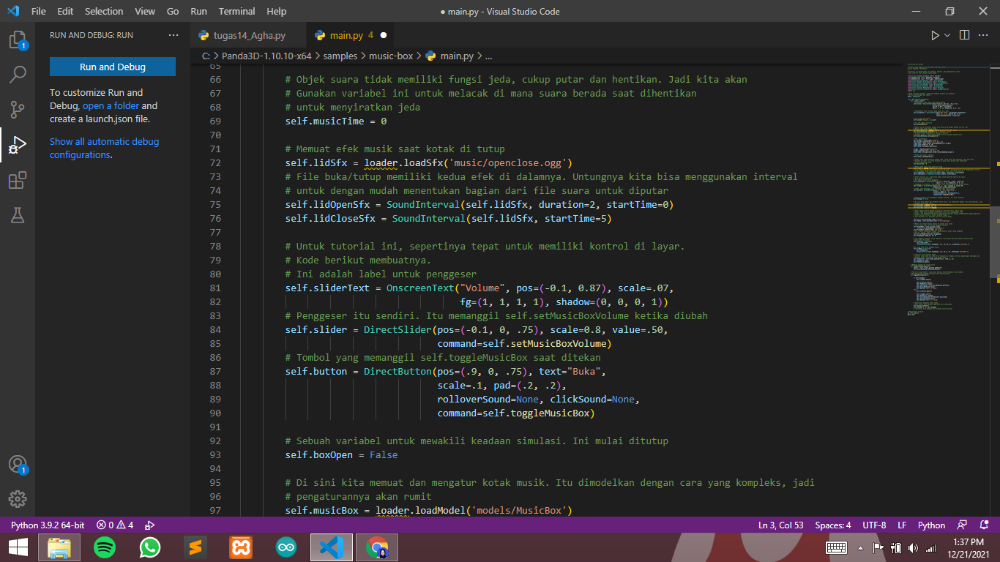 File Edit Selection View Go Run Terminal Help
● main.py - Visual Studio Code
RUN AND DEBUG: RUN
Run and Debug
To customize Run and
Debug, open a folder and
create a launch.json file.
Show all automatic debug
configurations.
tugas14_Agha.py
main.py 4
C: > Panda3D-1.10.10-x64 > samples > music-box > main.py > ...
65
66 # Objek suara tidak memiliki fungsi jeda, cukup putar dan hentikan. Jadi kita akan
67 # Gunakan variabel ini untuk melacak di mana suara berada saat dihentikan
68 # untuk menyiratkan jeda
69 self.musicTime = 0
70
71 # Memuat efek musik saat kotak di tutup
72 self.lidSfx = loader.loadSfx('music/openclose.ogg')
73 # File buka/tutup memiliki kedua efek di dalamnya. Untungnya kita bisa menggunakan interval
74 # untuk dengan mudah menentukan bagian dari file suara untuk diputar
75 self.lidOpenSfx = SoundInterval(self.lidSfx, duration=2, startTime=0)
76 self.lidCloseSfx = SoundInterval(self.lidSfx, startTime=5)
77
78 # Untuk tutorial ini, sepertinya tepat untuk memiliki kontrol di layar.
79 # Kode berikut membuatnya.
80 # Ini adalah label untuk penggeser
81 self.sliderText = OnscreenText("Volume", pos=(-0.1, 0.87), scale=.07,
82 fg=(1, 1, 1, 1), shadow=(0, 0, 0, 1))
83 # Penggeser itu sendiri. Itu memanggil self.setMusicBoxVolume ketika diubah
84 self.slider = DirectSlider(pos=(-0.1, 0, .75), scale=0.8, value=.50,
85 command=self.setMusicBoxVolume)
86 # Tombol yang memanggil self.toggleMusicBox saat ditekan
87 self.button = DirectButton(pos=(.9, 0, .75), text="Buka",
88 scale=.1, pad=(.2, .2),
89 rolloverSound=None, clickSound=None,
90 command=self.toggleMusicBox)
91
92 # Sebuah variabel untuk mewakili keadaan simulasi. Ini mulai ditutup
93 self.boxOpen = False
94
95 # Di sini kita memuat dan mengatur kotak musik. Itu dimodelkan dengan cara yang kompleks, jadi
96 # pengaturannya akan rumit
97 self.musicBox = loader.loadModel('models/MusicBox')
1
1
Python 3.9.2 64-bit 0 4
Ln 3, Col 53 Spaces: 4 UTF-8 LF Python
1:37 PM
12/21/2021